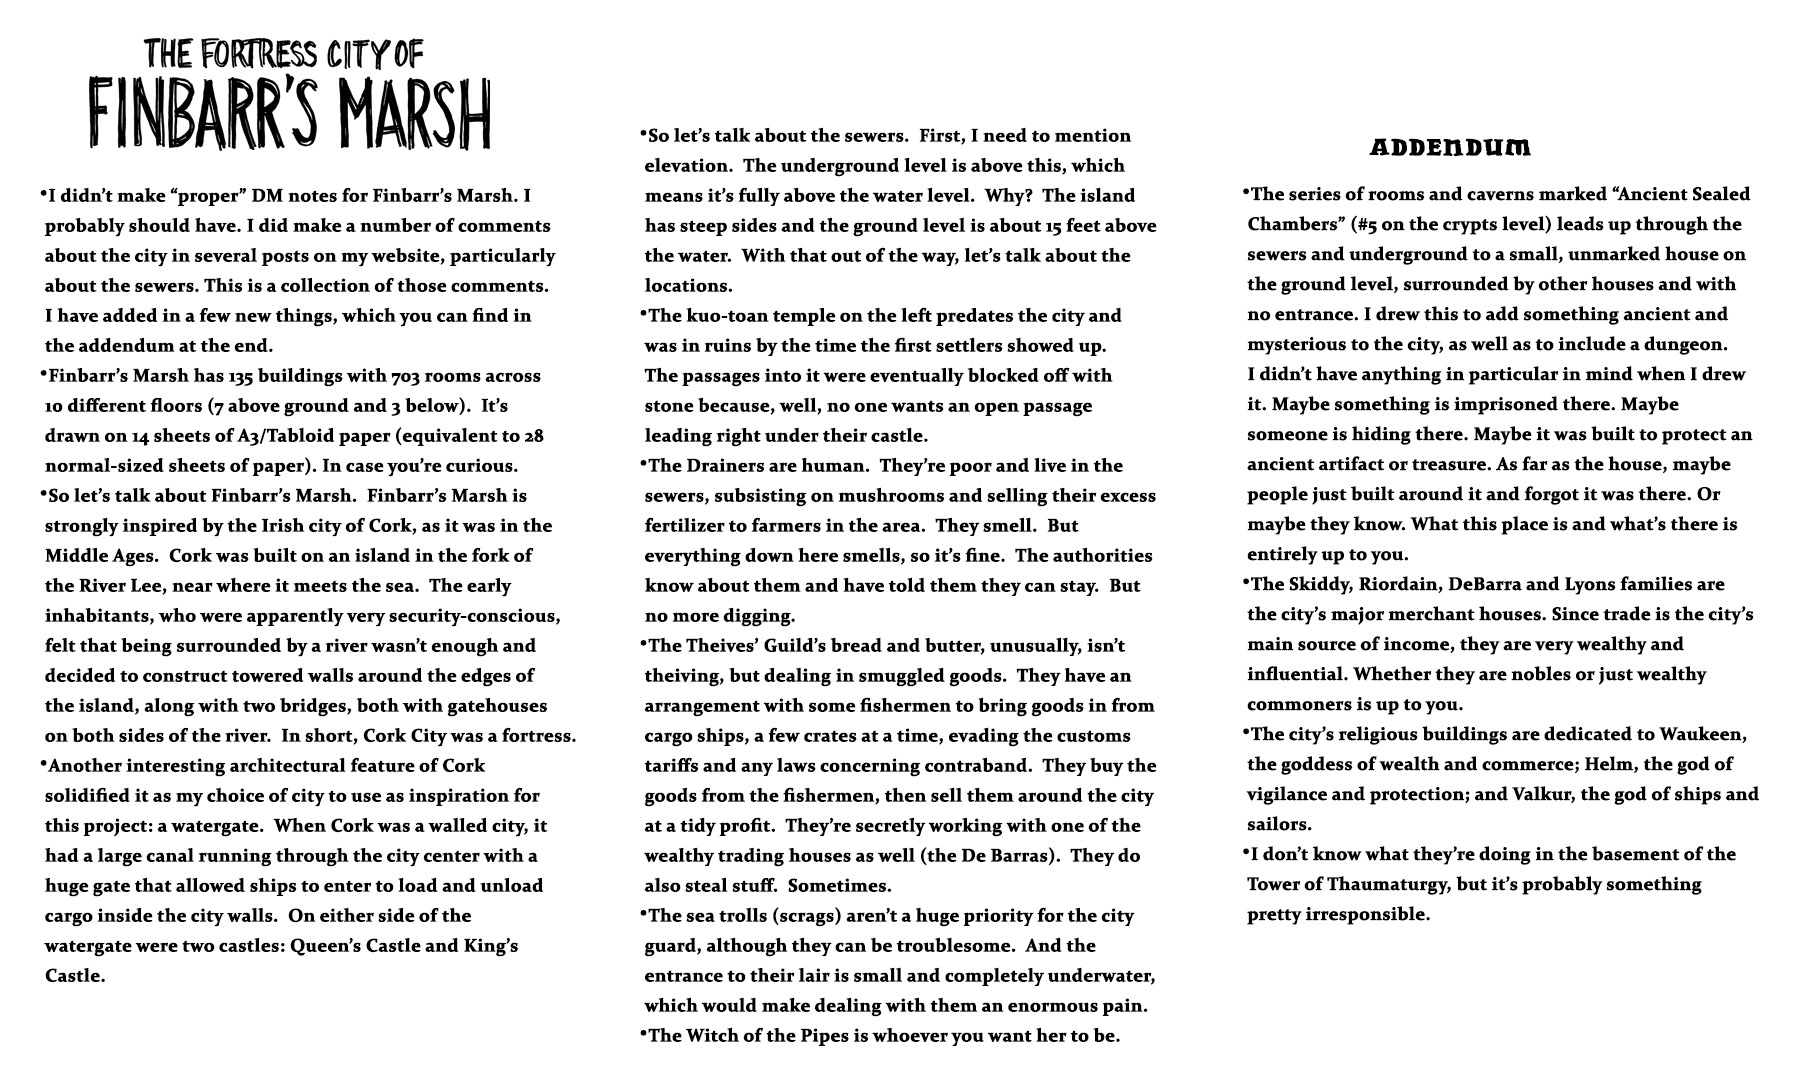 THE FORTRESS CITY OF
FINBARR'S MARSH
•I didn't make “proper” DM notes for Finbarr's Marsh. I
probably should have. I did make a number of comments
about the city in several posts on my website, particularly
about the sewers. This is a collection of those comments.
I have added in a few new things, which you can find in
the addendum at the end.
•Finbarr's Marsh has 135 buildings with 703 rooms across
10 different floors (7 above ground and 3 below).  It's
drawn on 14 sheets of A3/Tabloid paper (equivalent to 28
normal-sized sheets of paper). In case you're curious.
•So let's talk about Finbarr's Marsh.  Finbarr's Marsh is
strongly inspired by the Irish city of Cork, as it was in the
Middle Ages.  Cork was built on an island in the fork of
the River Lee, near where it meets the sea.  The early
inhabitants, who were apparently very security-conscious,
felt that being surrounded by a river wasn't enough and
decided to construct towered walls around the edges of
the island, along with two bridges, both with gatehouses
on both sides of the river.  In short, Cork City was a fortress.
•Another interesting architectural feature of Cork
solidified it as my choice of city to use as inspiration for
this project: a watergate.  When Cork was a walled city, it
had a large canal running through the city center with a
huge gate that allowed ships to enter to load and unload
cargo inside the city walls.  On either side of the
watergate were two castles: Queen's Castle and King's
Castle.
•So let's talk about the sewers.  First, I need to mention
elevation.  The underground level is above this, which
means it's fully above the water level.  Why?  The island
has steep sides and the ground level is about 15 feet above
the water.  With that out of the way, let's talk about the
locations.
•The kuo-toan temple on the left predates the city and
was in ruins by the time the first settlers showed up.
The passages into it were eventually blocked off with
stone because, well, no one wants an open passage
leading right under their castle.
•The Drainers are human.  They're poor and live in the
sewers, subsisting on mushrooms and selling their excess
fertilizer to farmers in the area.  They smell.  But
everything down here smells, so it's fine.  The authorities
know about them and have told them they can stay.  But
no more digging.
•The Theives' Guild's bread and butter, unusually, isn't
theiving, but dealing in smuggled goods.  They have an
arrangement with some fishermen to bring goods in from
cargo ships, a few crates at a time, evading the customs
tariffs and any laws concerning contraband.  They buy the
goods from the fishermen, then sell them around the city
at a tidy profit.  They're secretly working with one of the
wealthy trading houses as well (the De Barras).  They do
also steal stuff.  Sometimes.
•The sea trolls (scrags) aren't a huge priority for the city
guard, although they can be troublesome.  And the
entrance to their lair is small and completely underwater,
which would make dealing with them an enormous pain.
•The Witch of the Pipes is whoever you want her to be.
ADDENDUM
•The series of rooms and caverns marked “Ancient Sealed
Chambers” (#5 on the crypts level) leads up through the
sewers and underground to a small, unmarked house on
the ground level, surrounded by other houses and with
no entrance. I drew this to add something ancient and
mysterious to the city, as well as to include a dungeon.
I didn't have anything in particular in mind when I drew
it. Maybe something is imprisoned there. Maybe
someone is hiding there. Maybe it was built to protect an
ancient artifact or treasure. As far as the house, maybe
people just built around it and forgot it was there. Or
maybe they know. What this place is and what's there is
entirely up to you.
•The Skiddy, Riordain, DeBarra and Lyons families are
the city's major merchant houses. Since trade is the city's
main source of income, they are very wealthy and
influential. Whether they are nobles or just wealthy
commoners is up to you.
•The city's religious buildings are dedicated to Waukeen,
the goddess of wealth and commerce; Helm, the god of
vigilance and protection; and Valkur, the god of ships and
sailors.
•I don't know what they're doing in the basement of the
Tower of Thaumaturgy, but it's probably something
pretty irresponsible.